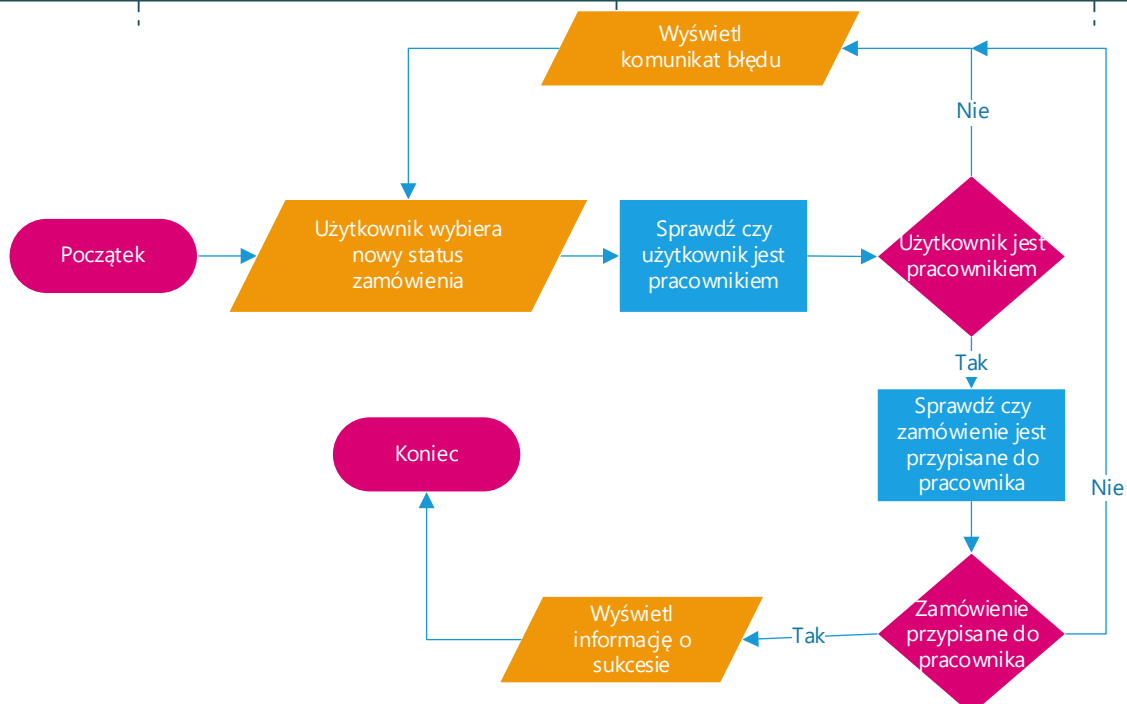 Wyświetl
komunikat błędu
Nie
Początek
Użytkownik wybiera
nowy status
zamówienia
Sprawdź czy
użytkownik jest
pracownikiem
Użytkownik jest
pracownikiem
Tak
Sprawdź czy
zamówienie jest
przypisane do
pracownika
Koniec
Nie
Zamówienie
przypisane do
pracownika
Tak
Wyświetl
informację o
sukcesie